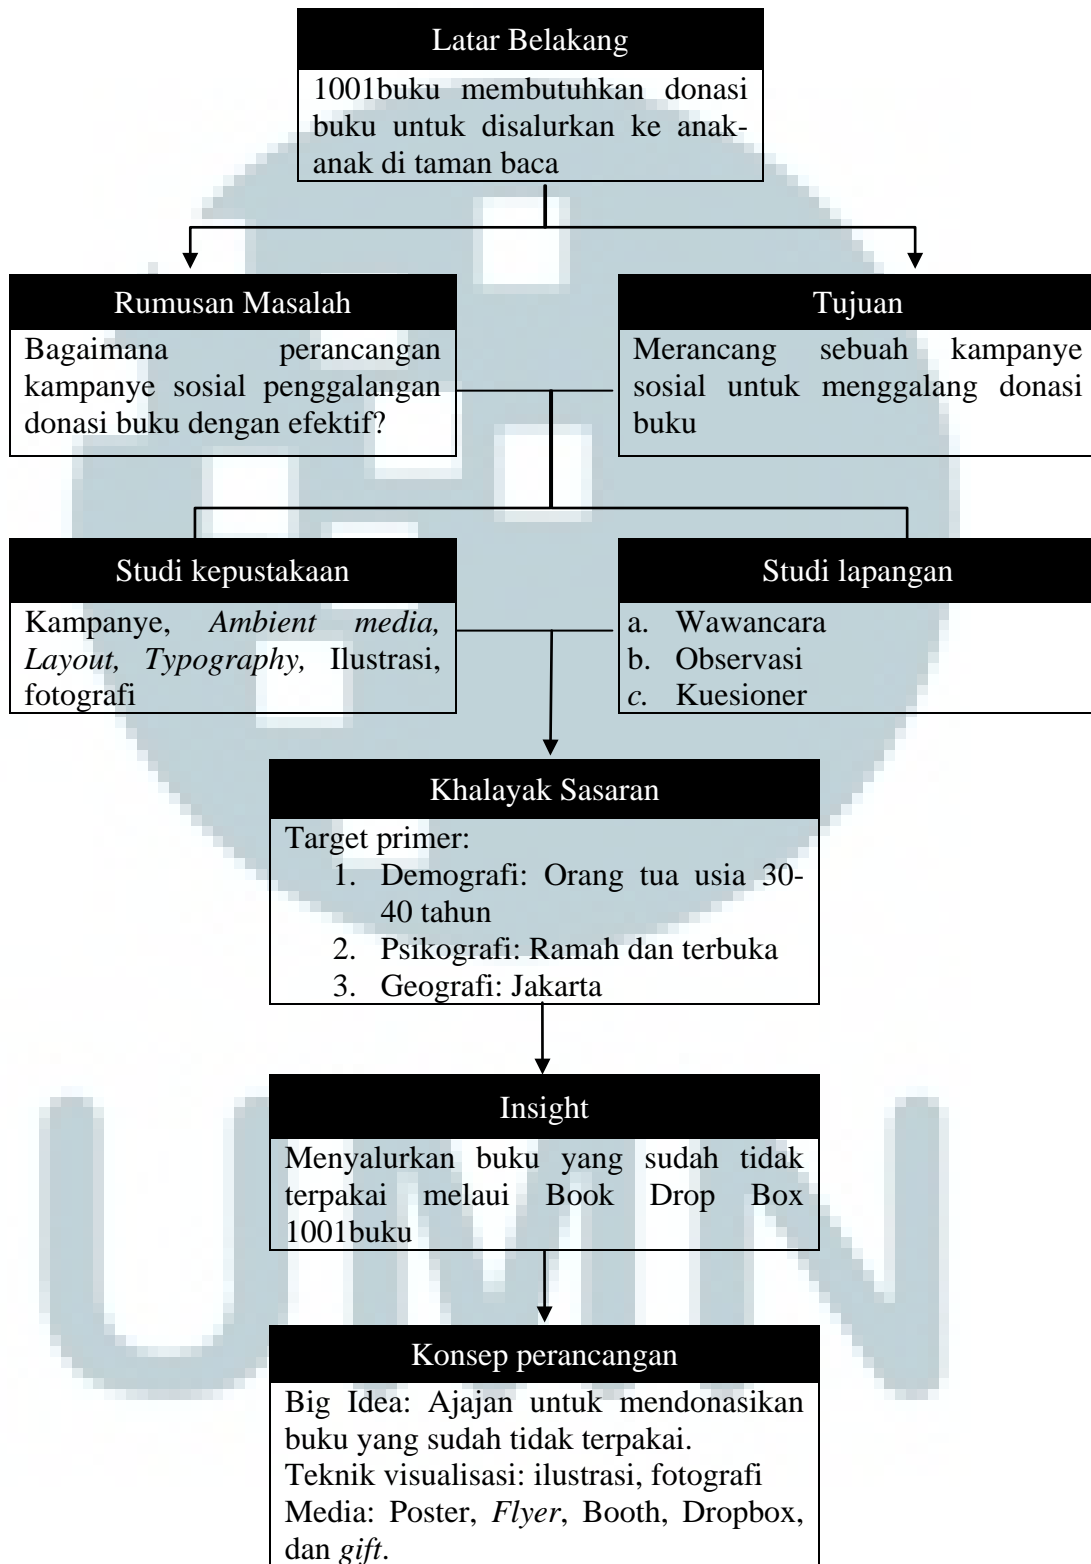 Latar Belakang
1001buku membutuhkan donasi
buku untuk disalurkan ke anak-
anak di taman baca
Rumusan Masalah
Bagaimana perancangan
kampanye sosial penggalangan
donasi buku dengan efektif?
Tujuan
Merancang sebuah kampanye
sosial untuk menggalang donasi
buku
Studi kepustakaan
Kampanye, Ambient media,
Layout, Typography, Ilustrasi,
fotografi
Studi lapangan
a. Wawancara
b. Observasi
c. Kuesioner
Khalayak Sasaran
Target primer:
1. Demografi: Orang tua usia 30-
40 tahun
2. Psikografi: Ramah dan terbuka
3. Geografi: Jakarta
Insight
Menyalurkan buku yang sudah tidak
terpakai melaui Book Drop Box
1001buku
Konsep perancangan
Big Idea: Ajajan untuk mendonasikan
buku yang sudah tidak terpakai.
Teknik visualisasi: ilustrasi, fotografi
Media: Poster, Flyer, Booth, Dropbox,
dan gift.
UMN